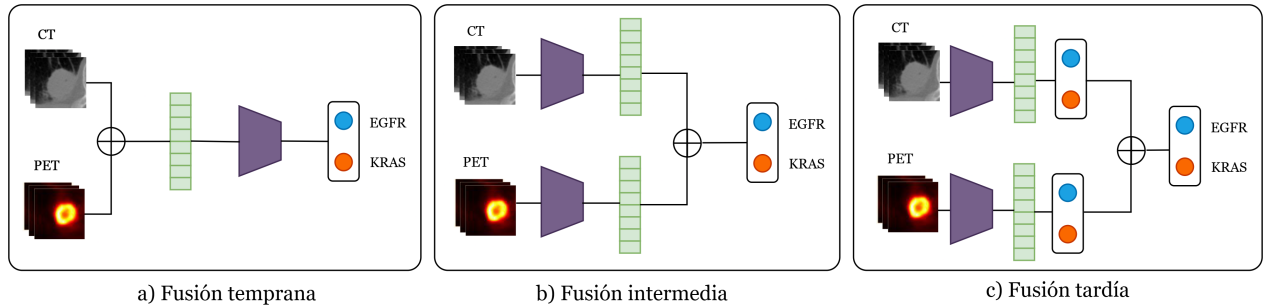 CT
PET
EGFR
KRAS
a) Fusión temprana
CT
PET
EGFR
KRAS
b) Fusión intermedia
CT
PET
EGFR
KRAS
c) Fusión tardía